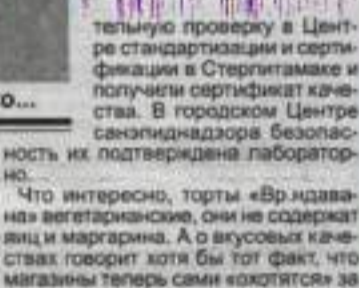 тельную проверку в Цент-
ре стандартизации и серти-
фикации в Стерлитамаке и
о...
получили сертификат каче-
ства. В городском Центре
санэпиднадзора безопас-
ность их подтверждена лаборатор-
но.
Что интересно, торты «Вриндава-
на» вегетарианские, они не содержат
яиц и маргарина. А о вкусовых каче-
ствах говорит хотя бы тот факт, что
магазины теперь сами «охотятся» за